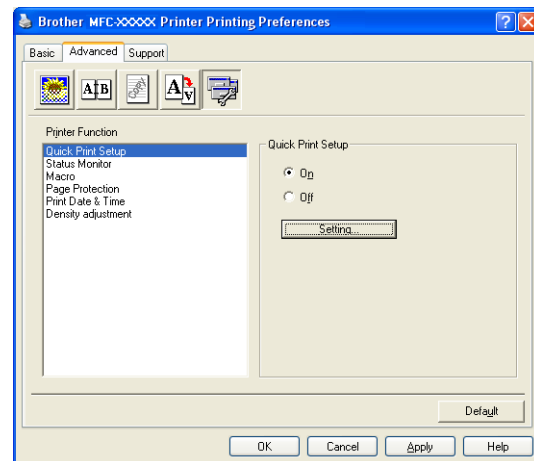 Brother MFC-XXXXX Printer Printing Preferences
Basic Advanced Support
A B Copy A A
Printer Function
Quick Print Setup
Status Monitor
Macro
Page Protection
Print Date & Time
Density adjustment
Quick Print Setup
On
Off
Setting...
Default
OK Cancel Apply Help